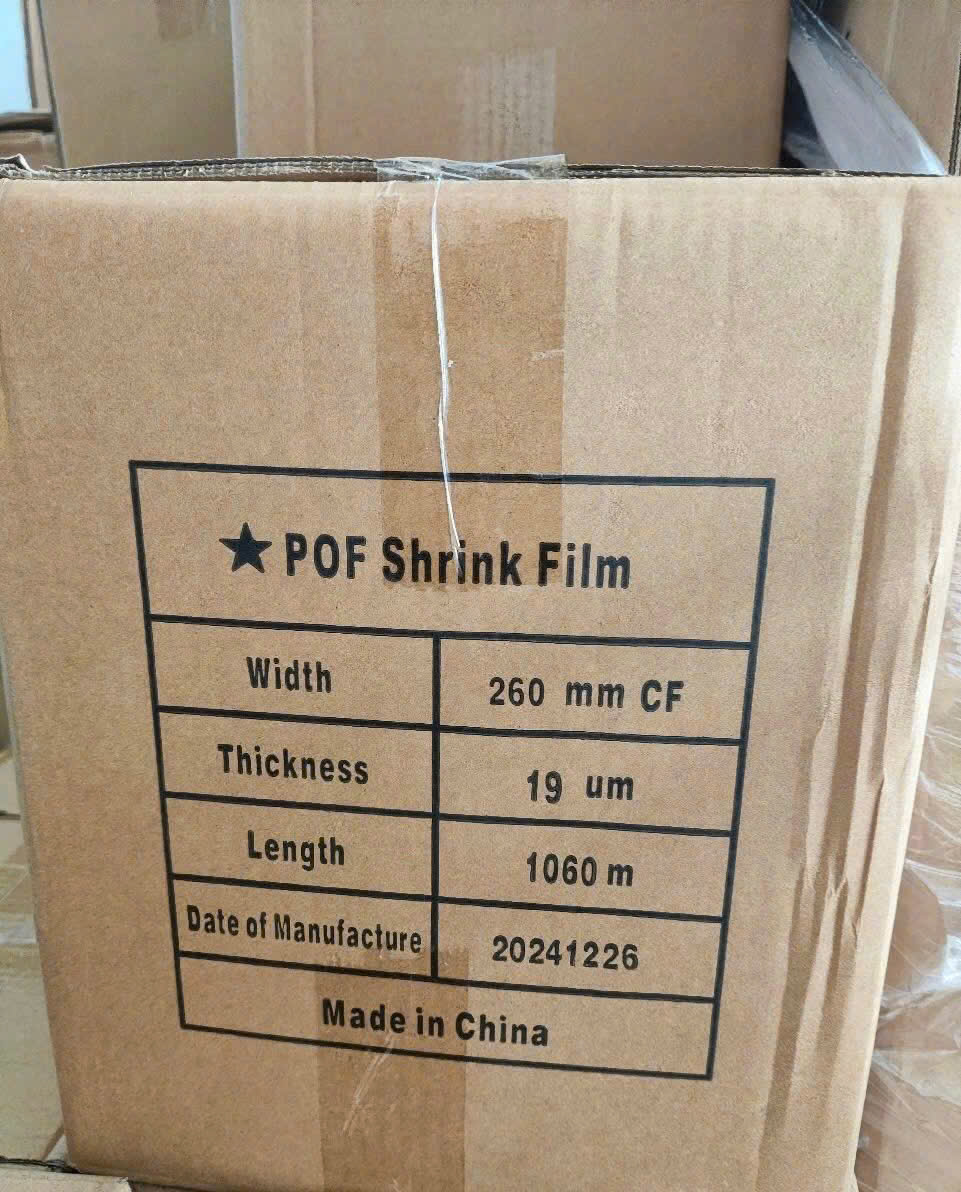 ★ POF Shrink Film
Width 260 mm CF
Thickness 19 um
Length 1060 m
Date of Manufacture 20241226
Made in China